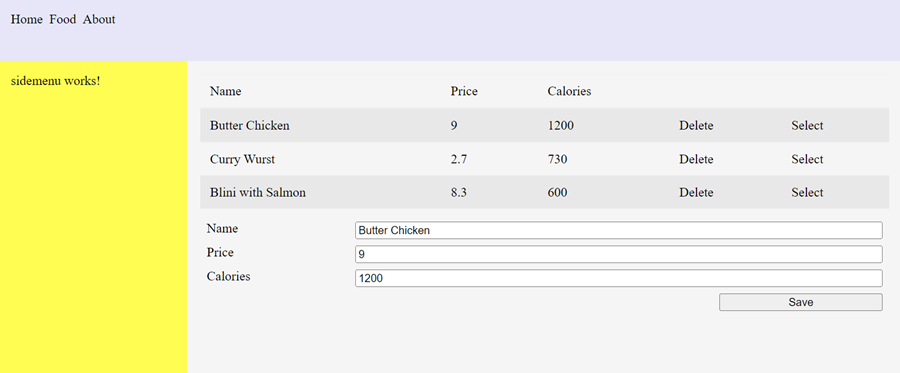 Home Food About
sidemenu works!
Name Price Calories
Butter Chicken 9 1200 Delete Select
Curry Wurst 2.7 730 Delete Select
Blini with Salmon 8.3 600 Delete Select
Name Butter Chicken
Price 9
Calories 1200
Save